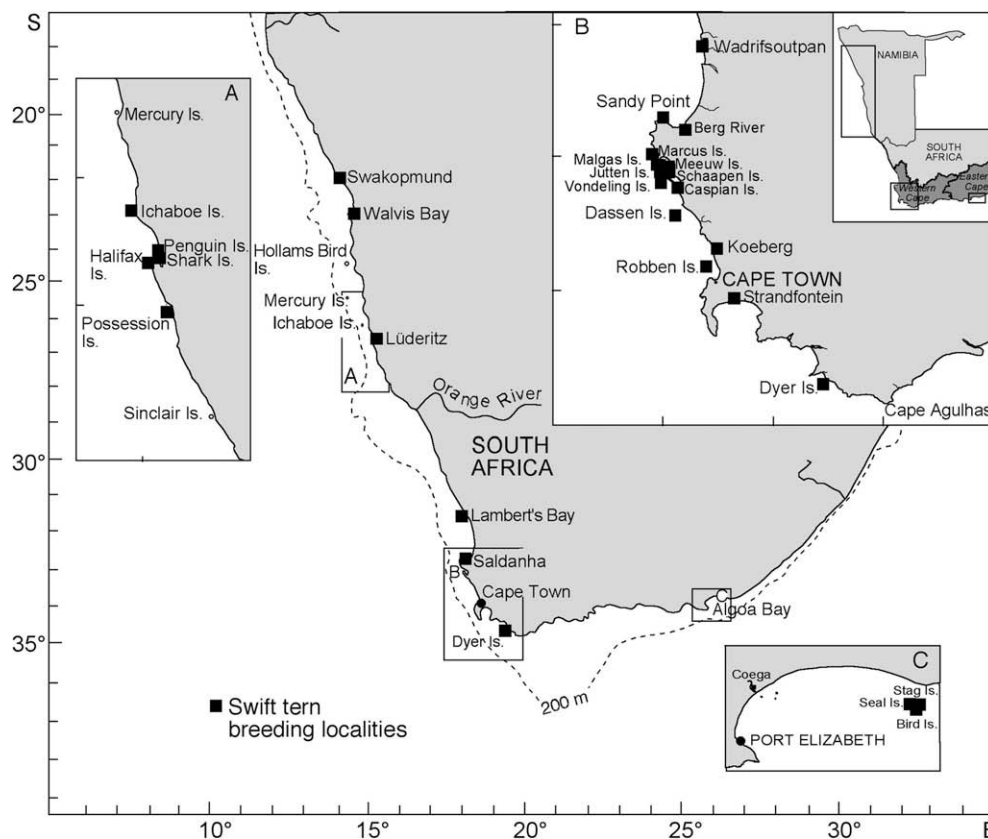 S
20°
25°
30°
35°
10°
15°
20°
25°
30°
E
A
Mercury Is.
Ichaboe Is.
Penguin Is.
Halifax
Is.
Shark Is.
Possession
Is.
Sinclair Is.
Swakopmund
Walvis Bay
Hollams Bird
Is.
Mercury Is.
Ichaboe Is.
Lüderitz
A
Orange River
SOUTH
AFRICA
Lambert's Bay
Saldanha
B
Cape Town
Dyer Is.
C
Algoa Bay
200 m
Swift tern
breeding localities
B
Wadrifsoutpan
Sandy Point
Berg River
Marcus Is.
Malgas Is.
Meeuw Is.
Jutten Is.
Schaapen Is.
Vondeling Is.
Caspian Is.
Dassen Is.
Koeberg
Robben Is.
CAPE TOWN
Strandfontein
Dyer Is.
Cape Agulhas
NAMIBIA
SOUTH
AFRICA
Western
Cape
Eastern
Cape
C
Coega
Stag Is.
Seal Is.
Bird Is.
PORT ELIZABETH